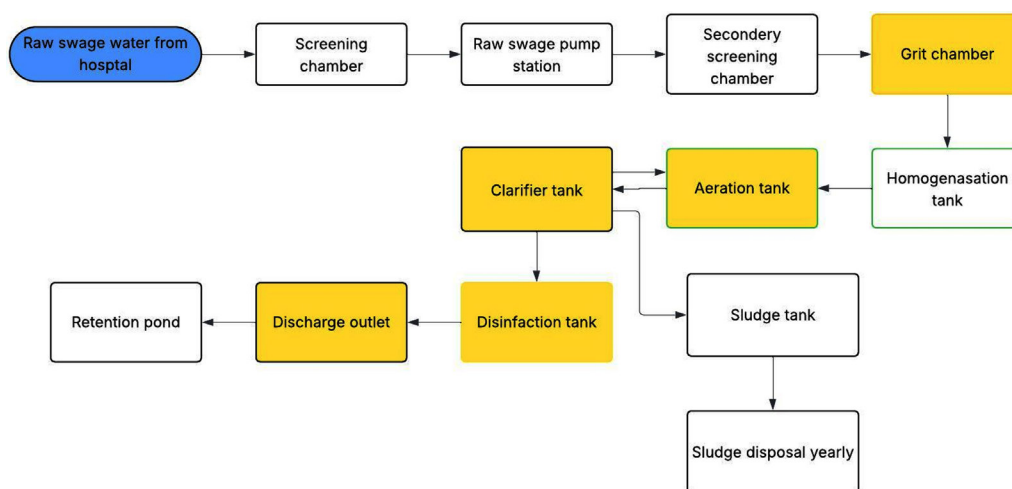 Raw swage water from
hosptal
Screening
chamber
Raw swage pump
station
Secondery
screening
chamber
Grit chamber
Clarifier tank
Aeration tank
Homogenasation
tank
Retention pond
Discharge outlet
Disinfaction tank
Sludge tank
Sludge disposal yearly